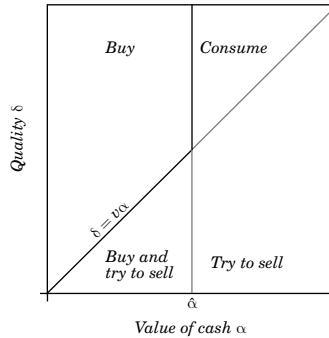 Buy
Consume
Quality δ
δ = vα
Buy and
try to sell
Try to sell
α̂
Value of cash α